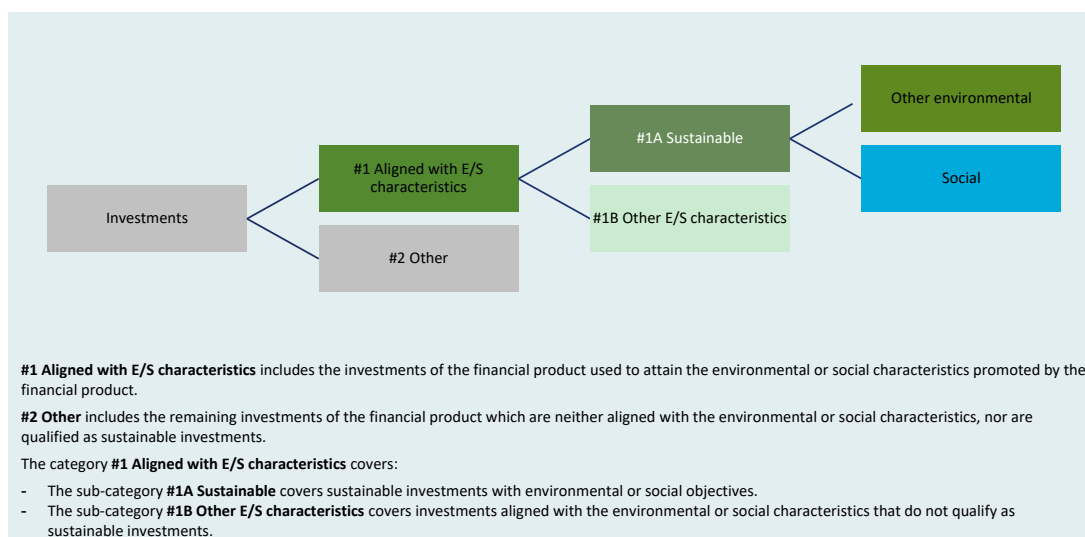 Other environmental
#1A Sustainable
#1 Aligned with E/S
characteristics
Social
Investments
#1B Other E/S characteristics
#2 Other
#1 Aligned with E/S characteristics includes the investments of the financial product used to attain the environmental or social characteristics promoted by the
financial product.
#2 Other includes the remaining investments of the financial product which are neither aligned with the environmental or social characteristics, nor are
qualified as sustainable investments.
The category #1 Aligned with E/S characteristics covers:
- The sub-category #1A Sustainable covers sustainable investments with environmental or social objectives.
- The sub-category #1B Other E/S characteristics covers investments aligned with the environmental or social characteristics that do not qualify as
sustainable investments.